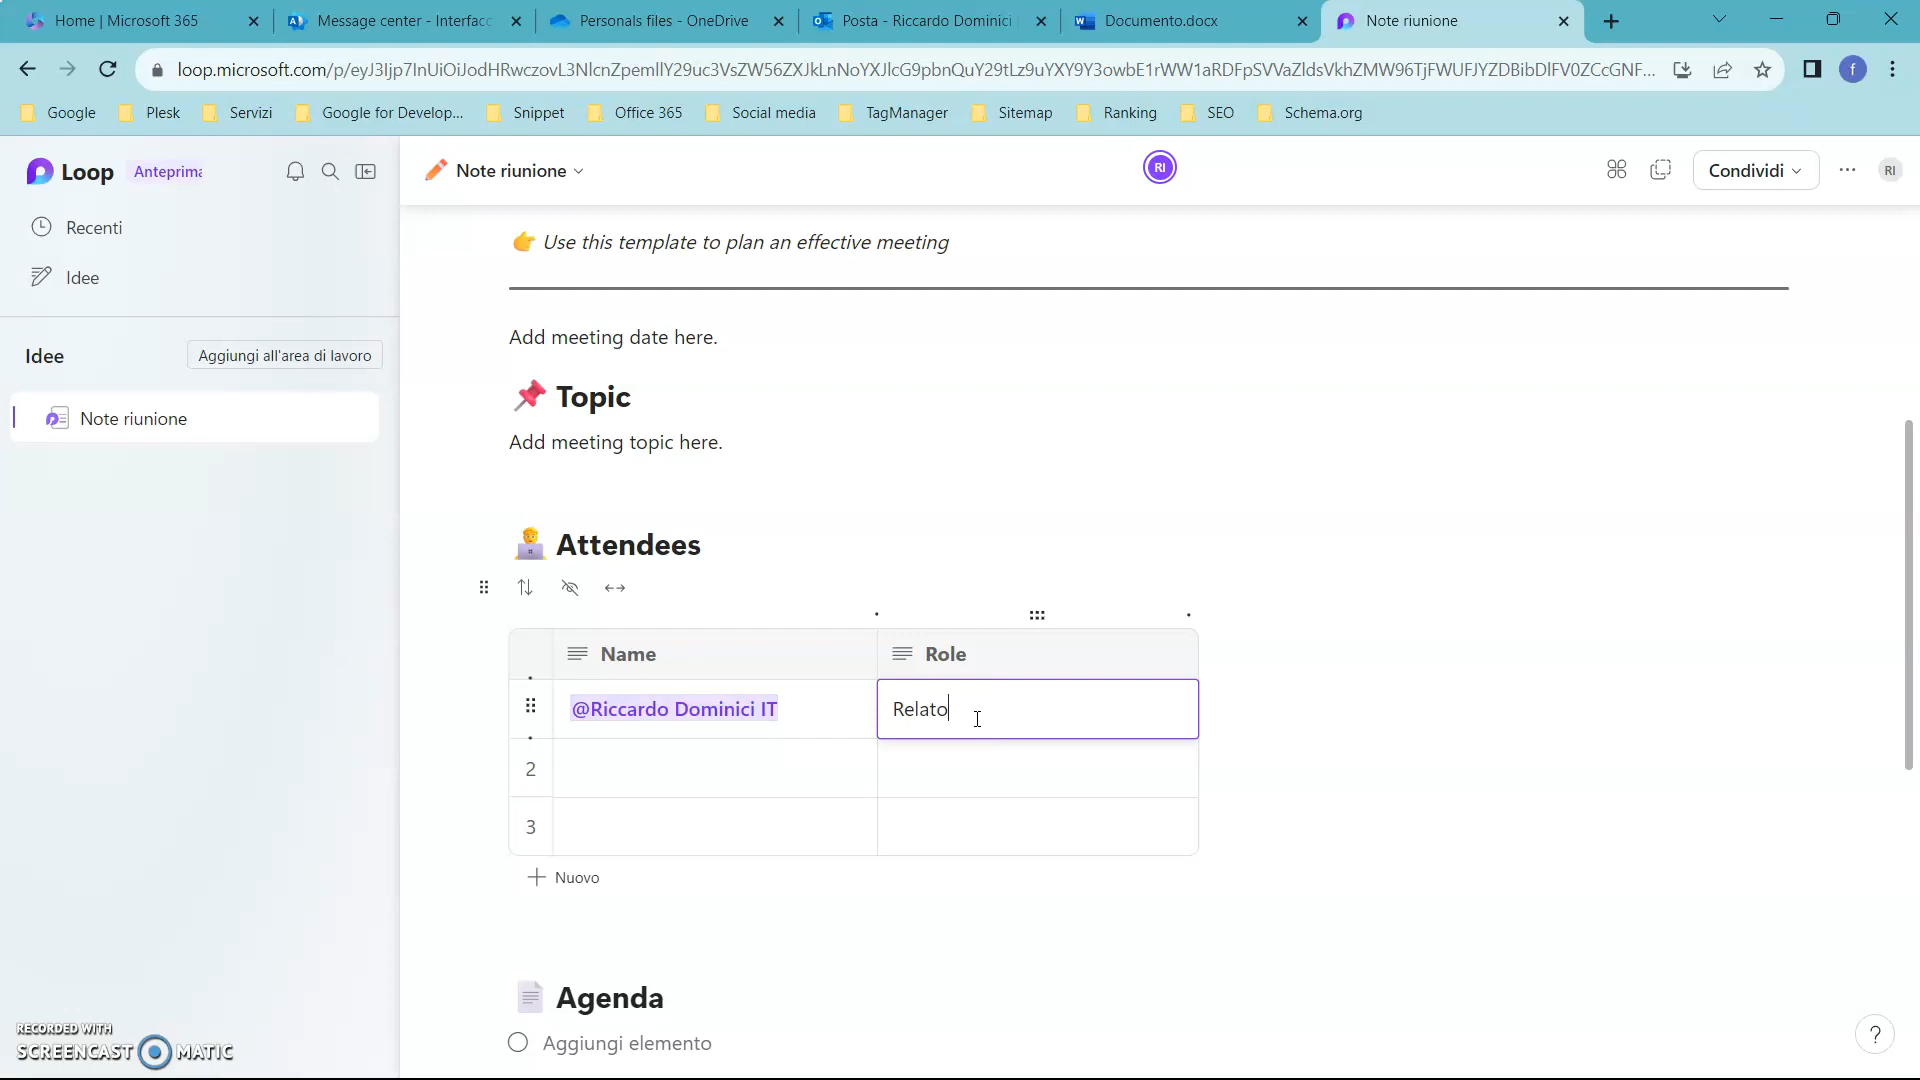 Home | Microsoft 365
Message center - Interfacc
Personals files - OneDrive
Posta - Riccardo Dominici
Documento.docx
Note riunione
Google
Plesk
Servizi
Google for Develop...
Snippet
Office 365
Social media
TagManager
Sitemap
Ranking
SEO
Schema.org
f
Loop
Anteprima
Recenti
Idee
Idee
Aggiungi all'area di lavoro
Note riunione
Note riunione
RI
Condividi
RI
Use this template to plan an effective meeting
Add meeting date here.
Topic
Add meeting topic here.
Attendees
Name
Role
@Riccardo Dominici IT
Relato
2
3
Nuovo
Agenda
Aggiungi elemento
RECORDED WITH
SCREENCAST MATIC
?